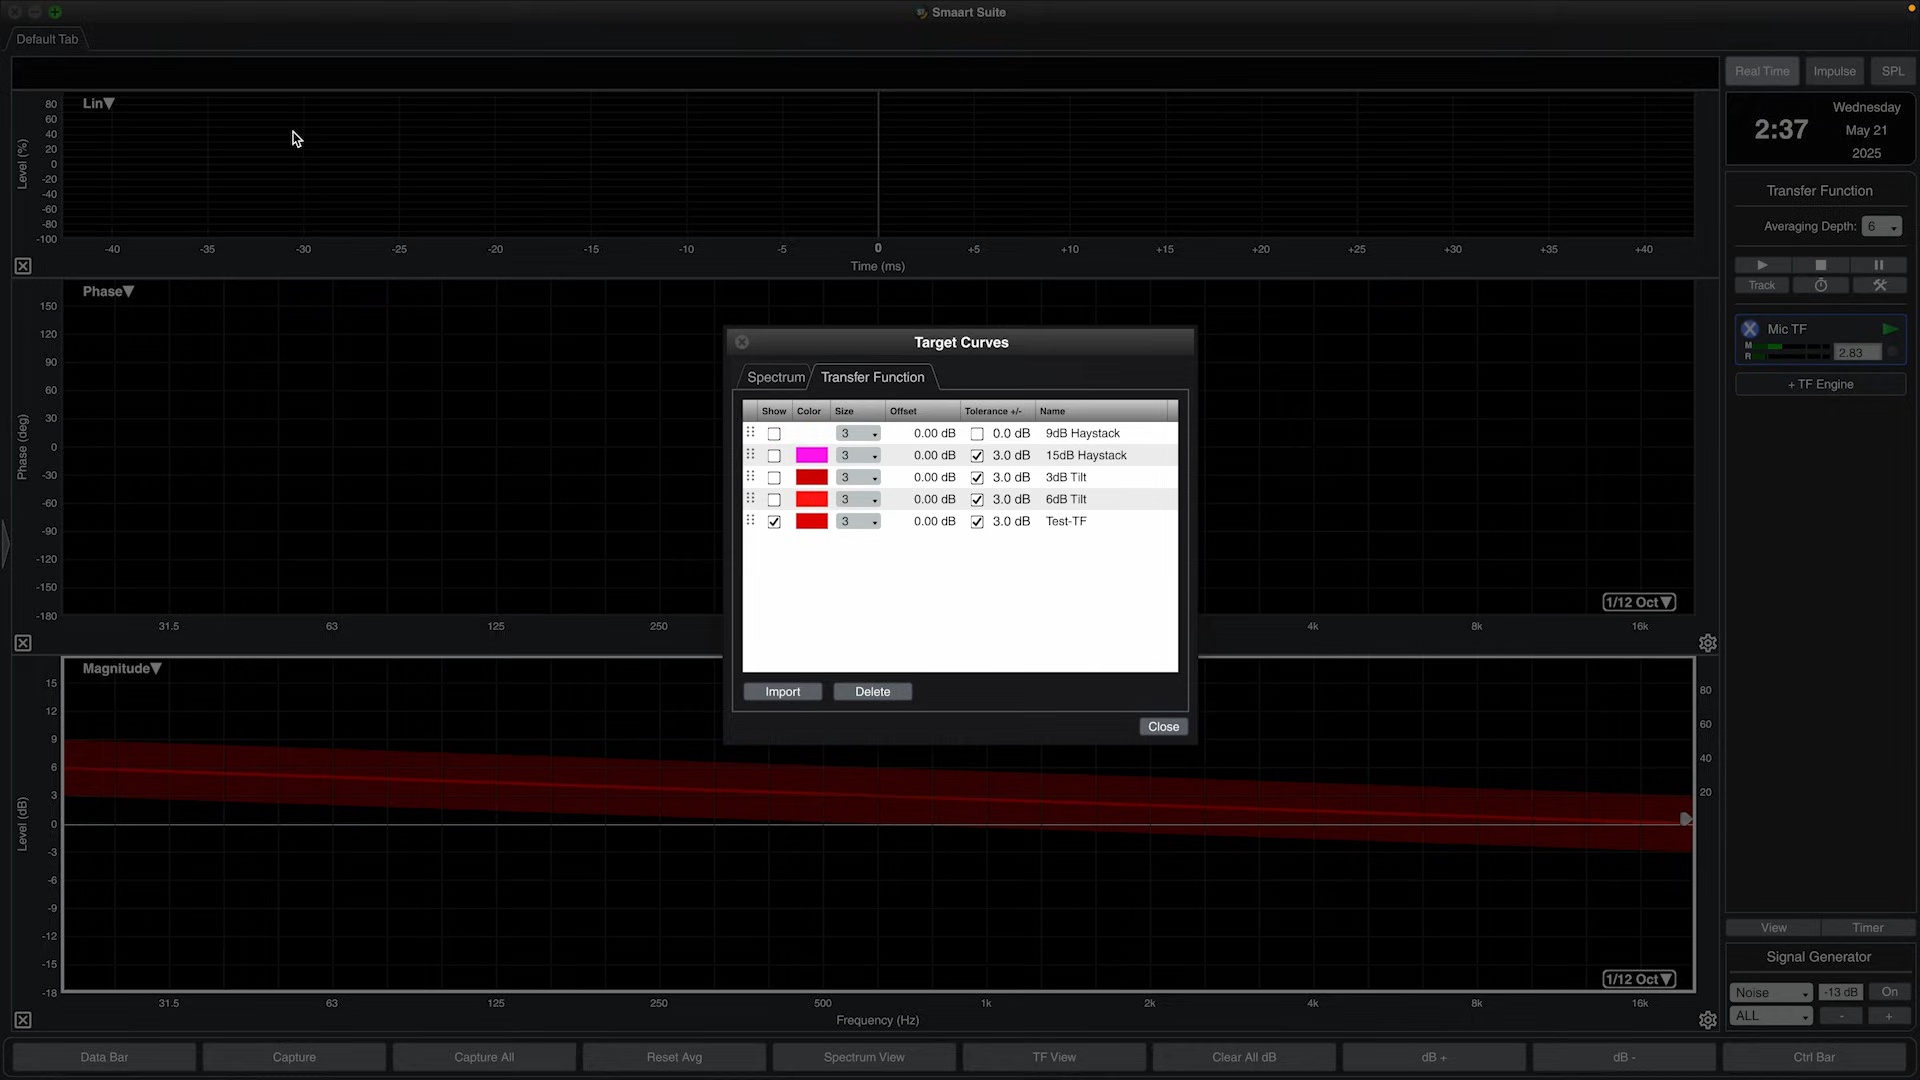 Smaart Suite
Default Tab
Real Time Impulse SPL
Lin▼
80
60
40
20
0
-20
-40
-60
-80
-100
Level (%)
-40 -35 -30 -25 -20 -15 -10 -5 0 +5 +10 +15 +20 +25 +30 +35 +40
Time (ms)
2:37
Wednesday
May 21
2025
Transfer Function
Averaging Depth: 6
Track
Mic TF
M
R
2.83
+ TF Engine
Phase▼
150
120
90
60
30
0
-30
-60
-90
-120
-150
-180
Phase (deg)
1/12 Oct▼
31.5 63 125 250 4k 8k 16k
Target Curves
Spectrum Transfer Function
Show Color Size Offset Tolerance +/- Name
3 0.00 dB 0.0 dB 9dB Haystack
3 0.00 dB 3.0 dB 15dB Haystack
3 0.00 dB 3.0 dB 3dB Tilt
3 0.00 dB 3.0 dB 6dB Tilt
3 0.00 dB 3.0 dB Test-TF
Import Delete
Close
Magnitude▼
15
12
9
6
3
0
-3
-6
-9
-12
-15
-18
Level (dB)
80
60
40
20
1/12 Oct▼
31.5 63 125 250 500 1k 2k 4k 8k 16k
Frequency (Hz)
View Timer
Signal Generator
Noise -13 dB On
ALL - +
Data Bar Capture Capture All Reset Avg Spectrum View TF View Clear All dB dB + dB - Ctrl Bar